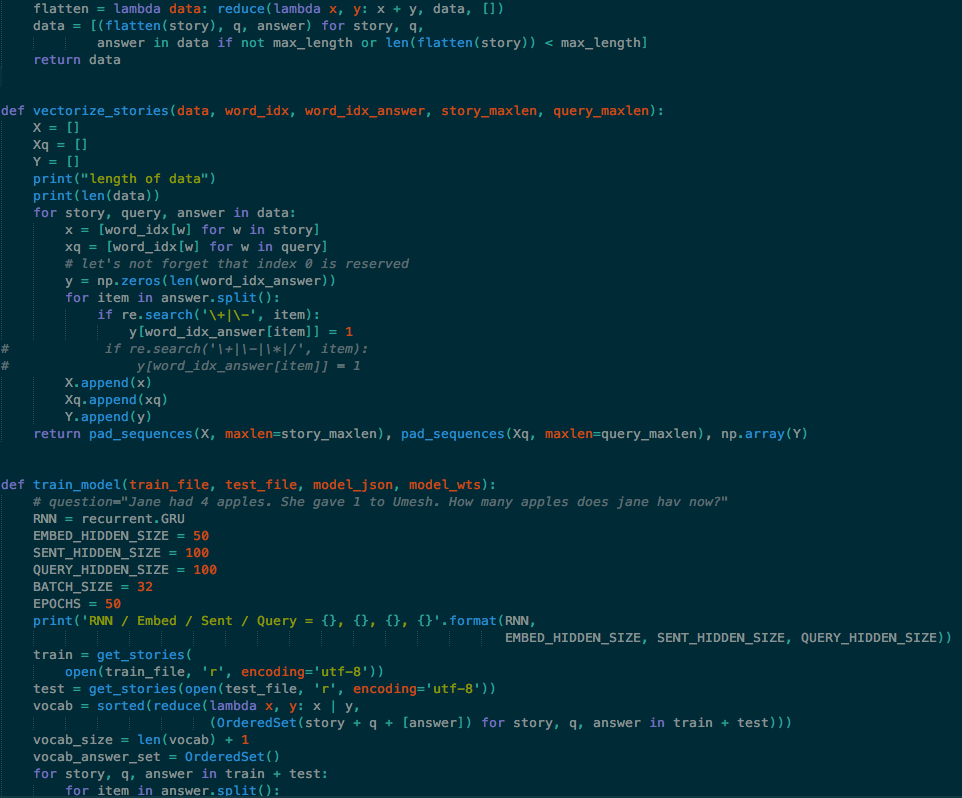 flatten = lambda data: reduce(lambda x, y: x + y, data, [])
    data = [(flatten(story), q, answer) for story, q,
            answer in data if not max_length or len(flatten(story)) < max_length]
    return data


def vectorize_stories(data, word_idx, word_idx_answer, story_maxlen, query_maxlen):
    X = []
    Xq = []
    Y = []
    print("length of data")
    print(len(data))
    for story, query, answer in data:
        x = [word_idx[w] for w in story]
        xq = [word_idx[w] for w in query]
        # let's not forget that index 0 is reserved
        y = np.zeros(len(word_idx_answer))
        for item in answer.split():
            if re.search('\+|\-', item):
                y[word_idx_answer[item]] = 1
#            if re.search('\+|\-|\*|/', item):
#                y[word_idx_answer[item]] = 1
        X.append(x)
        Xq.append(xq)
        Y.append(y)
    return pad_sequences(X, maxlen=story_maxlen), pad_sequences(Xq, maxlen=query_maxlen), np.array(Y)


def train_model(train_file, test_file, model_json, model_wts):
    # question="Jane had 4 apples. She gave 1 to Umesh. How many apples does jane hav now?"
    RNN = recurrent.GRU
    EMBED_HIDDEN_SIZE = 50
    SENT_HIDDEN_SIZE = 100
    QUERY_HIDDEN_SIZE = 100
    BATCH_SIZE = 32
    EPOCHS = 50
    print('RNN / Embed / Sent / Query = {}, {}, {}, {}'.format(RNN,
                                                               EMBED_HIDDEN_SIZE, SENT_HIDDEN_SIZE, QUERY_HIDDEN_SIZE))
    train = get_stories(
        open(train_file, 'r', encoding='utf-8'))
    test = get_stories(open(test_file, 'r', encoding='utf-8'))
    vocab = sorted(reduce(lambda x, y: x | y,
                          (OrderedSet(story + q + [answer]) for story, q, answer in train + test)))
    vocab_size = len(vocab) + 1
    vocab_answer_set = OrderedSet()
    for story, q, answer in train + test:
        for item in answer.split():